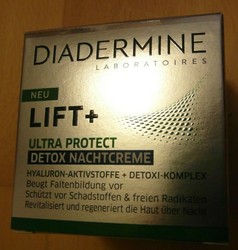 DIADERMINE
LABORATOIRES
NEU
LIFT+
ULTRA PROTECT
DETOX NACHTCREME
HYALURON-AKTIVSTOFFE + DETOXI-KOMPLEX
Beugt Faltenbildung vor
Schützt vor Schadstoffen & freien Radikalen
Revitalisiert und regeneriert die Haut über Nacht